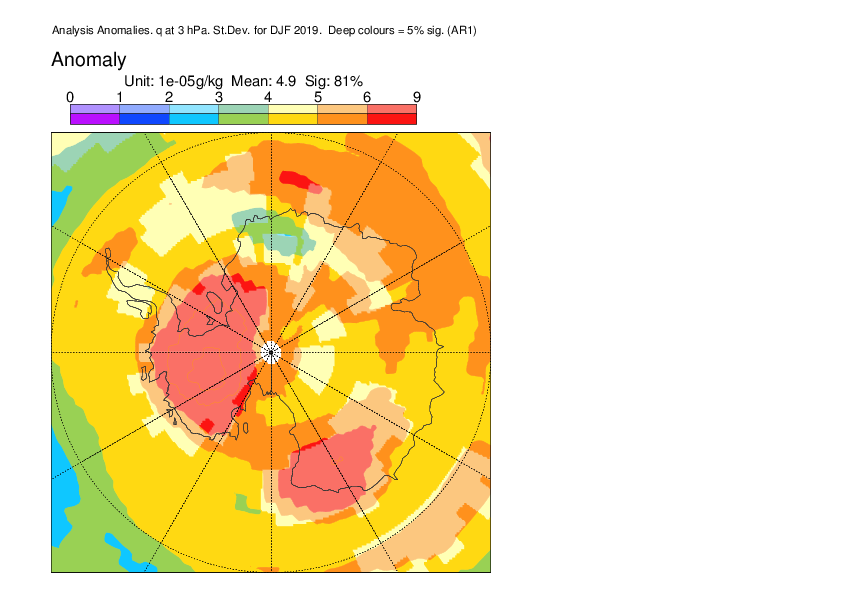 Analysis Anomalies. q at 3 hPa. St.Dev. for DJF 2019. Deep colours = 5% sig. (AR1)
Anomaly
Unit: 1e-05g/kg Mean: 4.9 Sig: 81%
0 1 2 3 4 5 6 9